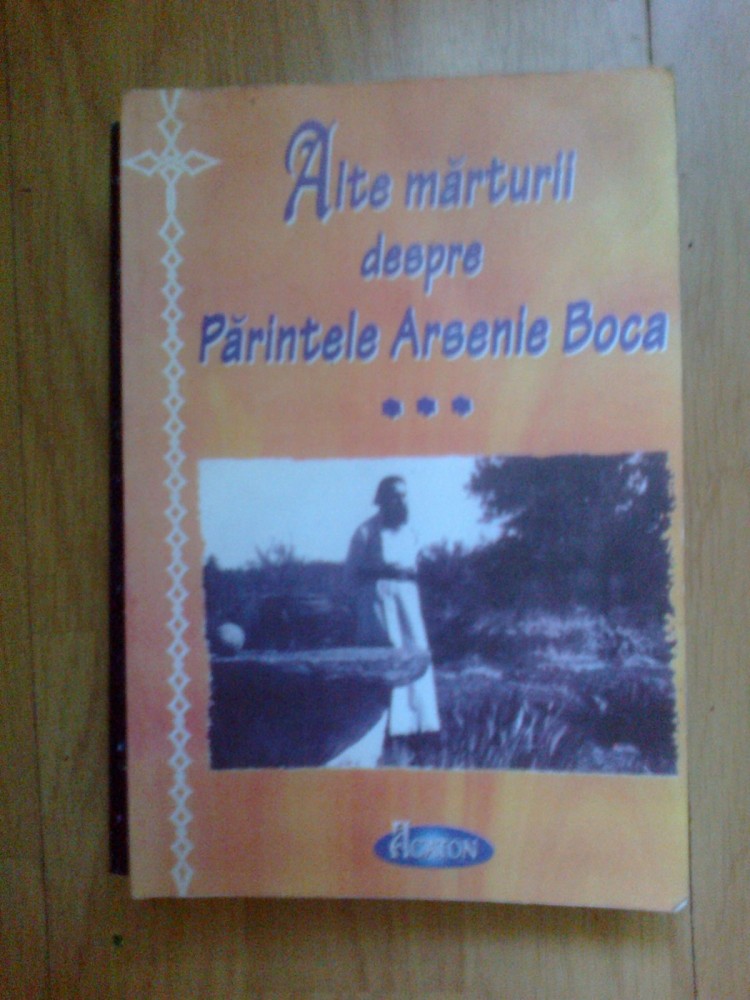 Alte mărturii
despre
Părintele Arsenie Boca
* * *
AGATON